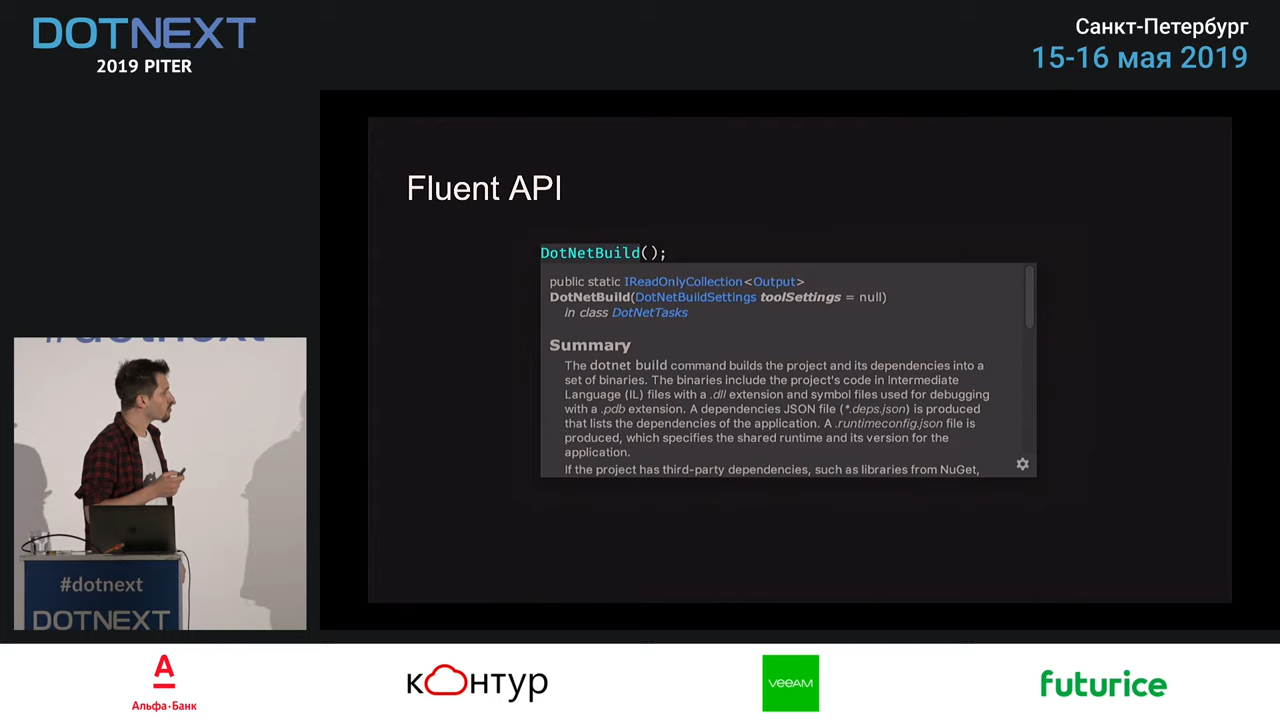 DOTNEXT
2019 PITER
Санкт-Петербург
15-16 мая 2019
Fluent API
DotNetBuild();
public static IReadOnlyCollection<Output>
DotNetBuild(DotNetBuildSettings toolSettings = null)
in class DotNetTasks
Summary
The dotnet build command builds the project and its dependencies into a
set of binaries. The binaries include the project's code in Intermediate
Language (IL) files with a .dll extension and symbol files used for debugging
with a .pdb extension. A dependencies JSON file (*.deps.json) is produced
that lists the dependencies of the application. A .runtimeconfig.json file is
produced, which specifies the shared runtime and its version for the
application.
If the project has third-party dependencies, such as libraries from NuGet,
#dotnext
#dotnext
DOTNEXT
А
Альфа·Банк
контур
veeAM
futurice